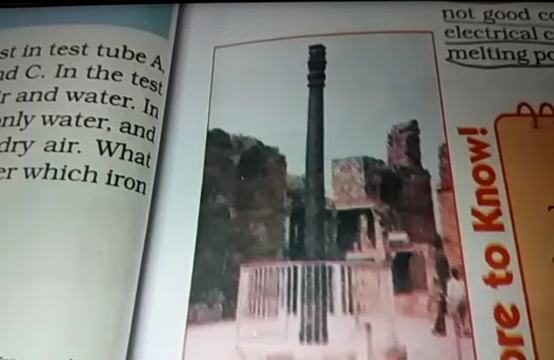 st in test tube A,
nd C. In the test
r and water. In
nly water, and
dry air. What
er which iron
not good co
electrical c
melting po
ore to Know!